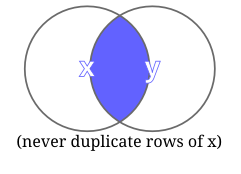 x y
(never duplicate rows of x)